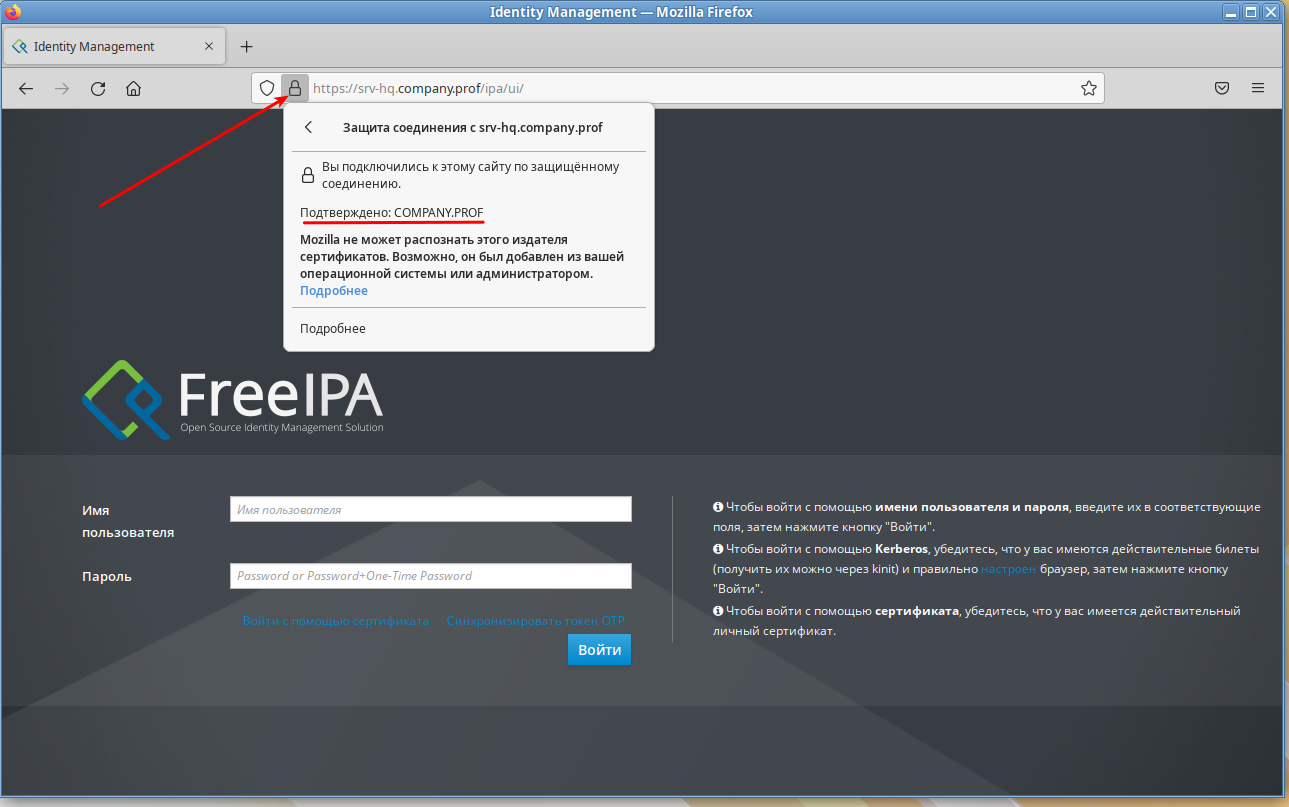 Identity Management — Mozilla Firefox
Identity Management
https://srv-hq.company.prof/ipa/ui/
Защита соединения с srv-hq.company.prof
Вы подключились к этому сайту по защищённому
соединению.
Подтверждено: COMPANY.PROF
Mozilla не может распознать этого издателя
сертификатов. Возможно, он был добавлен из вашей
операционной системы или администратором.
Подробнее
Подробнее
FreeIPA
Open Source Identity Management Solution
Имя
пользователя
Имя пользователя
Пароль
Password or Password+One-Time Password
Войти с помощью сертификата
Синхронизировать токен OTP
Войти
Чтобы войти с помощью имени пользователя и пароля, введите их в соответствующие
поля, затем нажмите кнопку "Войти".
Чтобы войти с помощью Kerberos, убедитесь, что у вас имеются действительные билеты
(получить их можно через kinit) и правильно настроен браузер, затем нажмите кнопку
"Войти".
Чтобы войти с помощью сертификата, убедитесь, что у вас имеется действительный
личный сертификат.